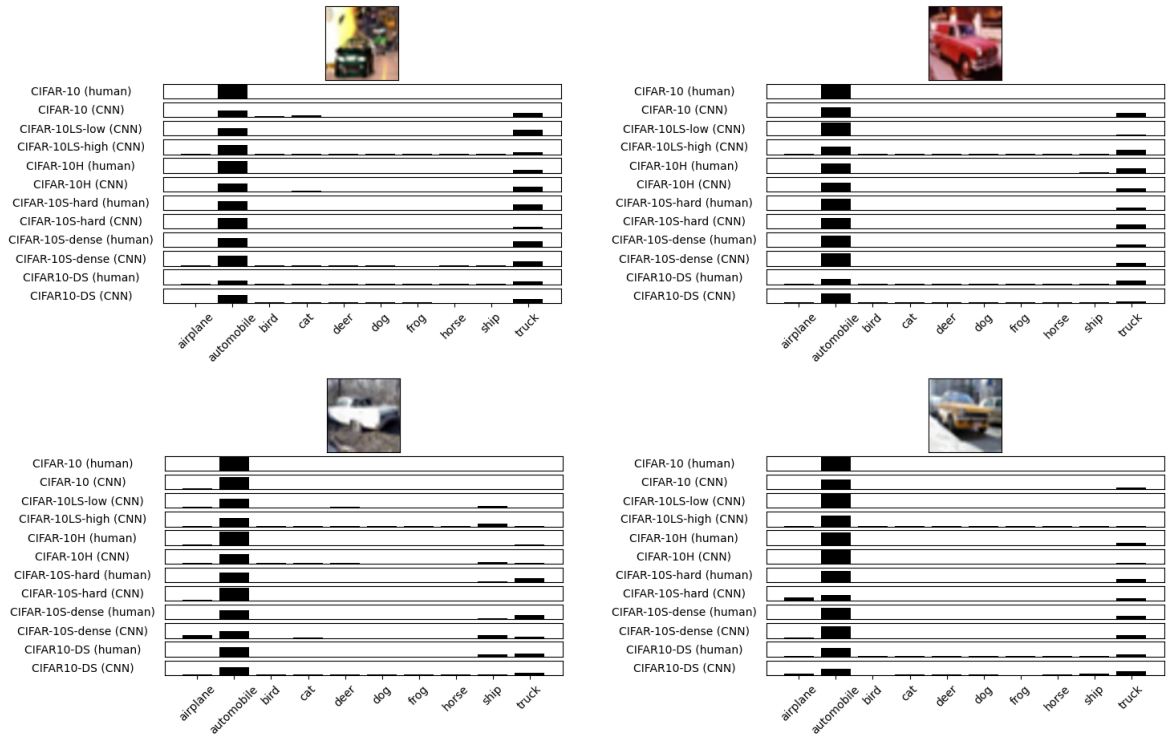 CIFAR-10 (human)
CIFAR-10 (CNN)
CIFAR-10LS-low (CNN)
CIFAR-10LS-high (CNN)
CIFAR-10H (human)
CIFAR-10H (CNN)
CIFAR-10S-hard (human)
CIFAR-10S-hard (CNN)
CIFAR-10S-dense (human)
CIFAR-10S-dense (CNN)
CIFAR10-DS (human)
CIFAR10-DS (CNN)
airplane
automobile
bird
cat
deer
dog
frog
horse
ship
truck
CIFAR-10 (human)
CIFAR-10 (CNN)
CIFAR-10LS-low (CNN)
CIFAR-10LS-high (CNN)
CIFAR-10H (human)
CIFAR-10H (CNN)
CIFAR-10S-hard (human)
CIFAR-10S-hard (CNN)
CIFAR-10S-dense (human)
CIFAR-10S-dense (CNN)
CIFAR10-DS (human)
CIFAR10-DS (CNN)
airplane
automobile
bird
cat
deer
dog
frog
horse
ship
truck
CIFAR-10 (human)
CIFAR-10 (CNN)
CIFAR-10LS-low (CNN)
CIFAR-10LS-high (CNN)
CIFAR-10H (human)
CIFAR-10H (CNN)
CIFAR-10S-hard (human)
CIFAR-10S-hard (CNN)
CIFAR-10S-dense (human)
CIFAR-10S-dense (CNN)
CIFAR10-DS (human)
CIFAR10-DS (CNN)
airplane
automobile
bird
cat
deer
dog
frog
horse
ship
truck
CIFAR-10 (human)
CIFAR-10 (CNN)
CIFAR-10LS-low (CNN)
CIFAR-10LS-high (CNN)
CIFAR-10H (human)
CIFAR-10H (CNN)
CIFAR-10S-hard (human)
CIFAR-10S-hard (CNN)
CIFAR-10S-dense (human)
CIFAR-10S-dense (CNN)
CIFAR10-DS (human)
CIFAR10-DS (CNN)
airplane
automobile
bird
cat
deer
dog
frog
horse
ship
truck